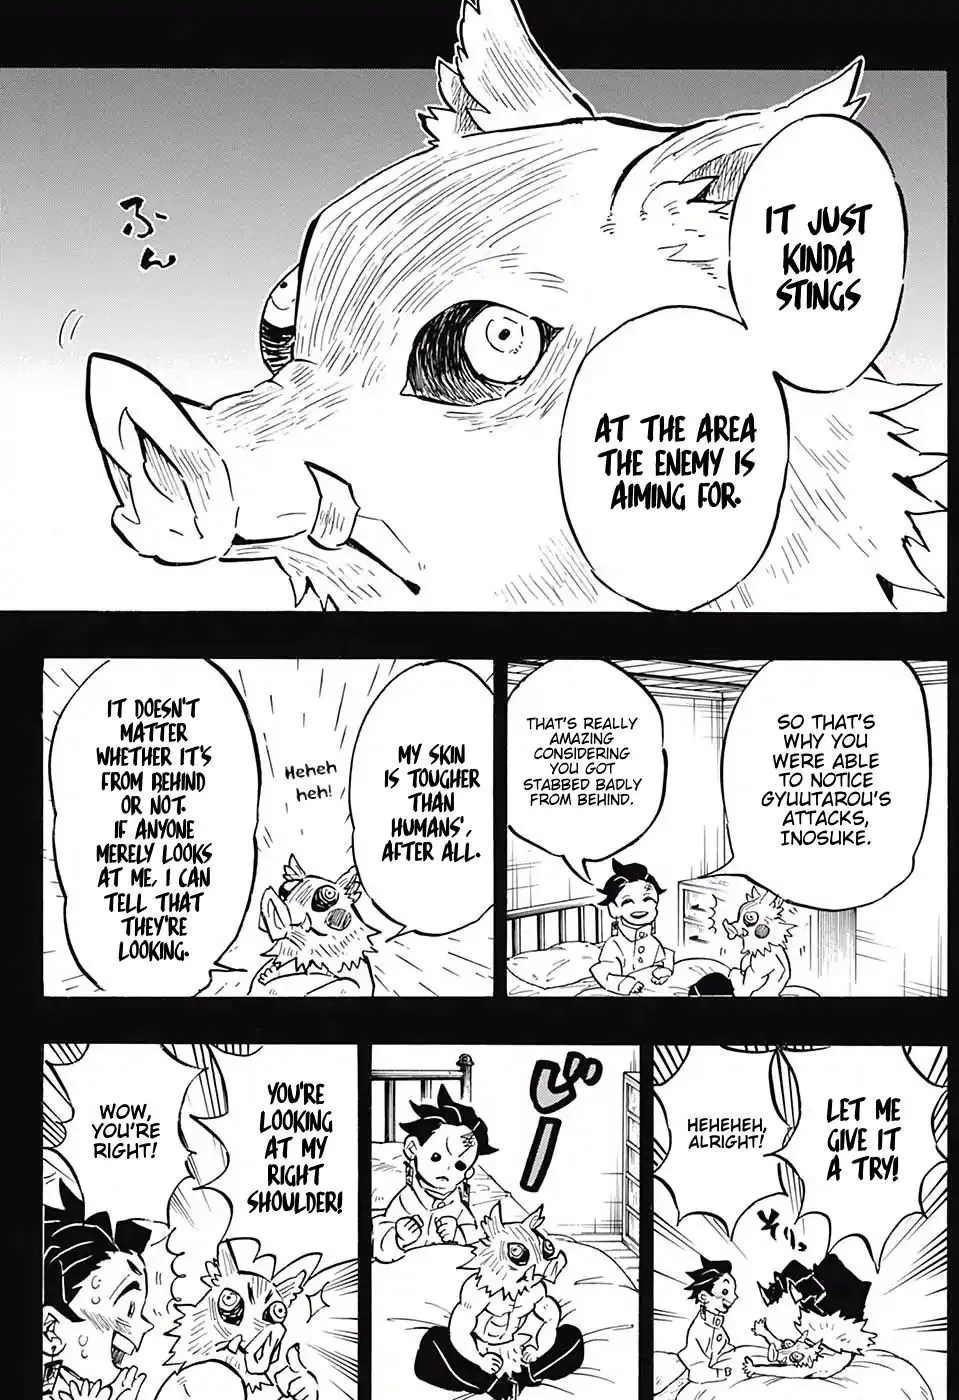 IT JUST
KINDA
STINGS
ふん
AT THE AREA
THE ENEMY IS
AIMING FOR.
SO THAT'S
WHY YOU
WERE ABLE
TO NOTICE
GYUUTAROU'S
ATTACKS,
INOSUKE.
THAT'S REALLY
AMAZING
CONSIDERING
YOU GOT
STABBED BADLY
FROM BEHIND.
MY SKIN
IS TOUGHER
THAN
HUMANS',
AFTER ALL.
Heheh
heh!
IT DOESN'T
MATTER
WHETHER IT'S
FROM BEHIND
OR NOT.
IF ANYONE
MERELY LOOKS
AT ME, I CAN
TELL THAT
THEY'RE
LOOKING.
LET ME
GIVE IT
A TRY!
HEHEHEH,
ALRIGHT!
じー
YOU'RE
LOOKING
AT MY
RIGHT
SHOULDER!
WOW,
YOU'RE
RIGHT!